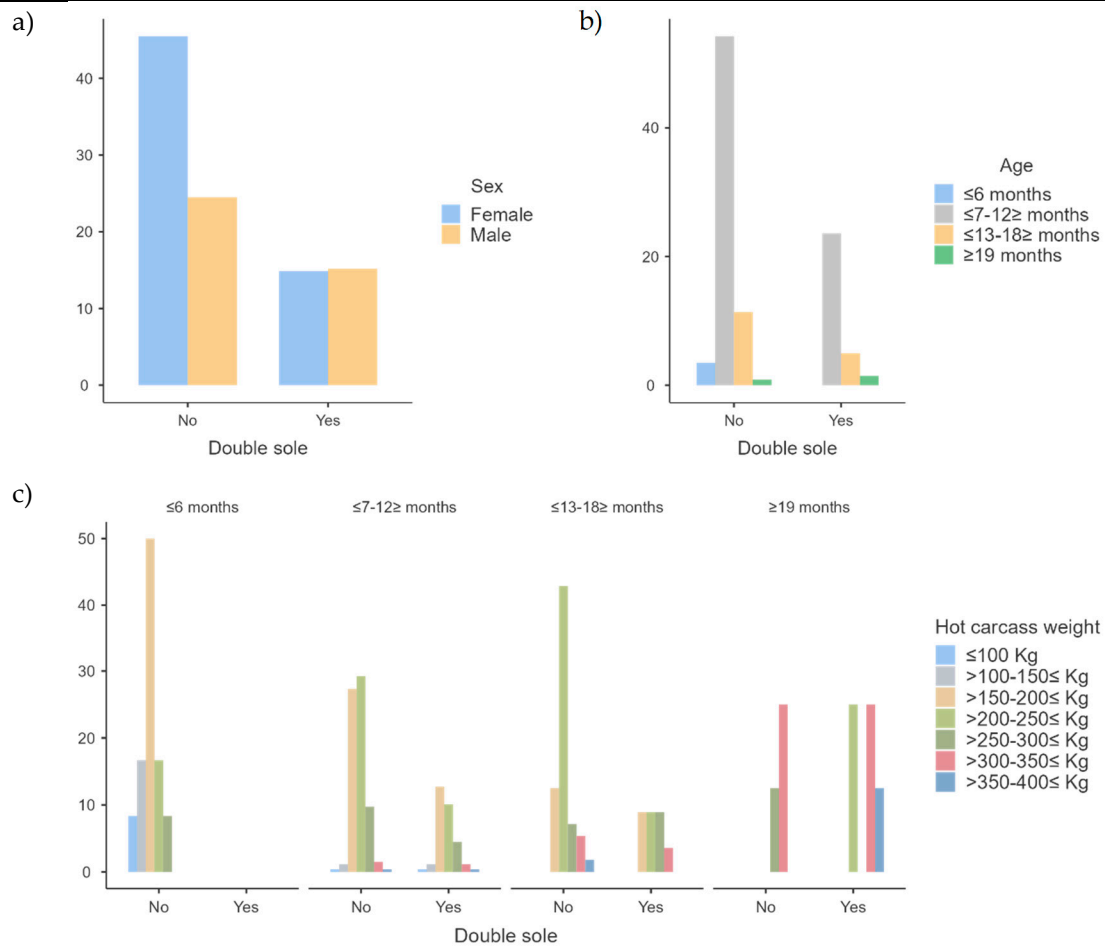 a)
40
30
20
10
0
No
Yes
Double sole
Sex
Female
Male
b)
40
20
0
No
Yes
Double sole
Age
≤6 months
≤7-12≥ months
≤13-18≥ months
≥19 months
c)
≤6 months
≤7-12≥ months
≤13-18≥ months
≥19 months
50
40
30
20
10
0
No
Yes
No
Yes
No
Yes
No
Yes
Double sole
Hot carcass weight
≤100 Kg
>100-150≤ Kg
>150-200≤ Kg
>200-250≤ Kg
>250-300≤ Kg
>300-350≤ Kg
>350-400≤ Kg